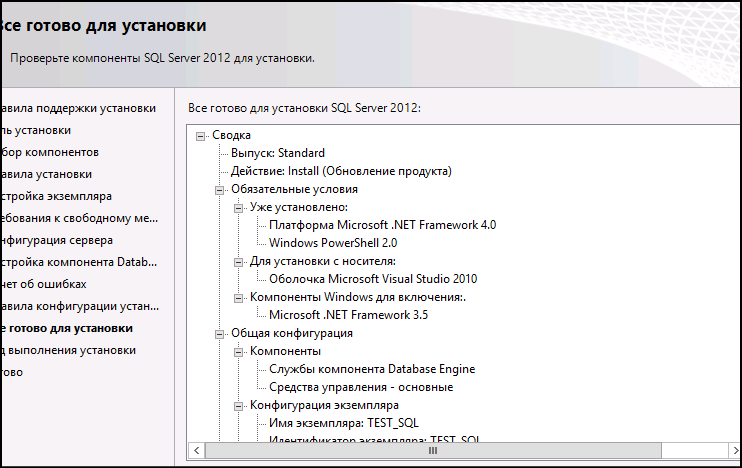 Все готово для установки
Проверьте компоненты SQL Server 2012 для установки.
авила поддержки установки
ль установки
бор компонентов
авила установки
стройка экземпляра
ебования к свободному ме...
нфигурация сервера
стройка компонента Datab...
чет об ошибках
авила конфигурации устан...
е готово для установки
д выполнения установки
тово
Все готово для установки SQL Server 2012:
Сводка
Выпуск: Standard
Действие: Install (Обновление продукта)
Обязательные условия
Уже установлено:
Платформа Microsoft .NET Framework 4.0
Windows PowerShell 2.0
Для установки с носителя:
Оболочка Microsoft Visual Studio 2010
Компоненты Windows для включения:.
Microsoft .NET Framework 3.5
Общая конфигурация
Компоненты
Службы компонента Database Engine
Средства управления - основные
Конфигурация экземпляра
Имя экземпляра: TEST_SQL
Идентификатор экземпляра: TEST_SQL